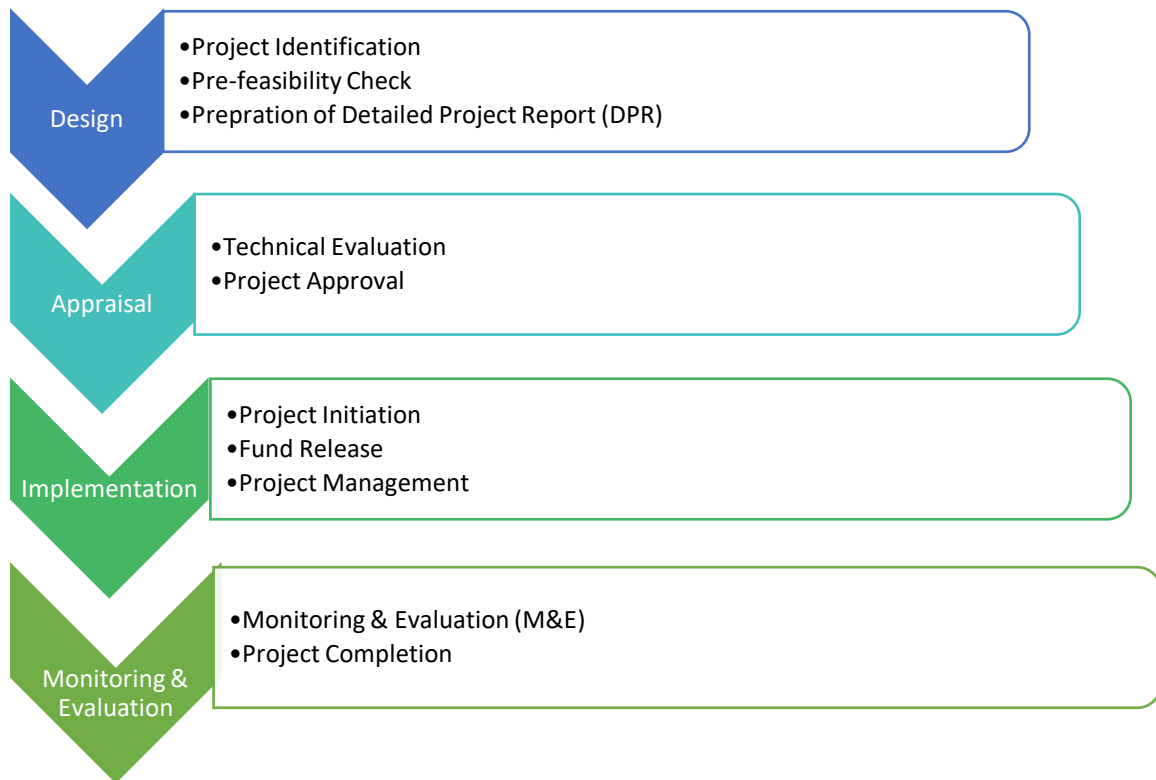 Design
•Project Identification
•Pre-feasibility Check
•Prepration of Detailed Project Report (DPR)
Appraisal
•Technical Evaluation
•Project Approval
Implementation
•Project Initiation
•Fund Release
•Project Management
Monitoring &
Evaluation
•Monitoring & Evaluation (M&E)
•Project Completion